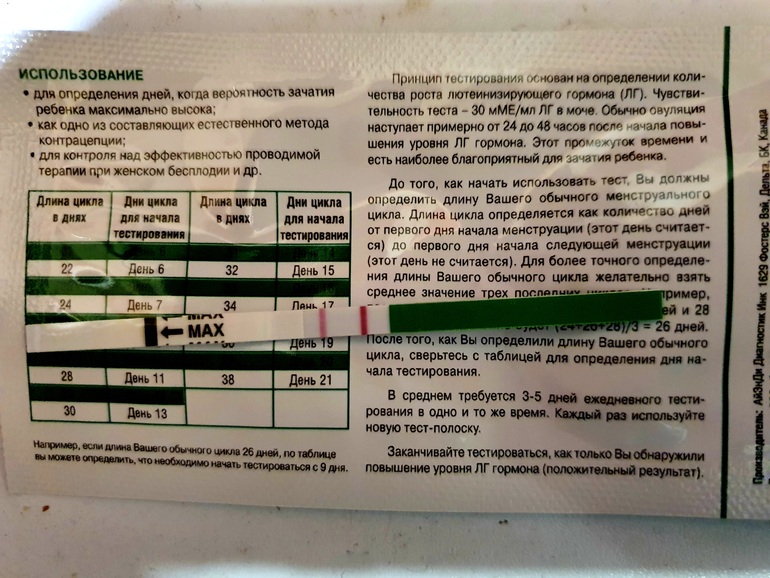 ИСПОЛЬЗОВАНИЕ
• для определения дней, когда вероятность зачатия
ребенка максимально высока;
• как одно из составляющих естественного метода
контрацепции;
• для контроля над эффективностью проводимой
терапии при женском бесплодии и др.
Длина цикла в днях Дни цикла для начала тестирования Длина цикла в днях Дни цикла для начала тестирования
22 День 6 32 День 15
24 День 7 34 День 17
MAX
MAX
День 19
28 День 11 38 День 21
30 День 13
Например, если длина Вашего обычного цикла 26 дней, по таблице
вы можете определить, что необходимо начать тестироваться с 9 дня.
Принцип тестирования основан на определении коли-
чества роста лютеинизирующего гормона (ЛГ). Чувстви-
тельность теста – 30 мМЕ/мл ЛГ в моче. Обычно овуляция
наступает примерно от 24 до 48 часов после начала повы-
шения уровня ЛГ гормона. Этот промежуток времени и
есть наиболее благоприятный для зачатия ребенка.
До того, как начать использовать тест, Вы должны
определить длину Вашего обычного менструального
цикла. Длина цикла определяется как количество дней
от первого дня начала менструации (этот день считает-
ся) до первого дня начала следующей менструации
(этот день не считается). Для более точного определе-
ния длины Вашего обычного цикла желательно взять
среднее значение трех последних
и 28
(24+26+28)/3 = 26 дней.
После того, как Вы определили длину Вашего обычного
цикла, сверьтесь с таблицей для определения дня на-
чала тестирования.
В среднем требуется 3-5 дней ежедневного тести-
рования в одно и то же время. Каждый раз используйте
новую тест-полоску.
Заканчивайте тестироваться, как только Вы обнаружили
повышение уровня ЛГ гормона (положительный результат).
Производитель: АйЭнДи Диагностик Инк 1629 Фостерс Вэй, Дельта, БК, Канада